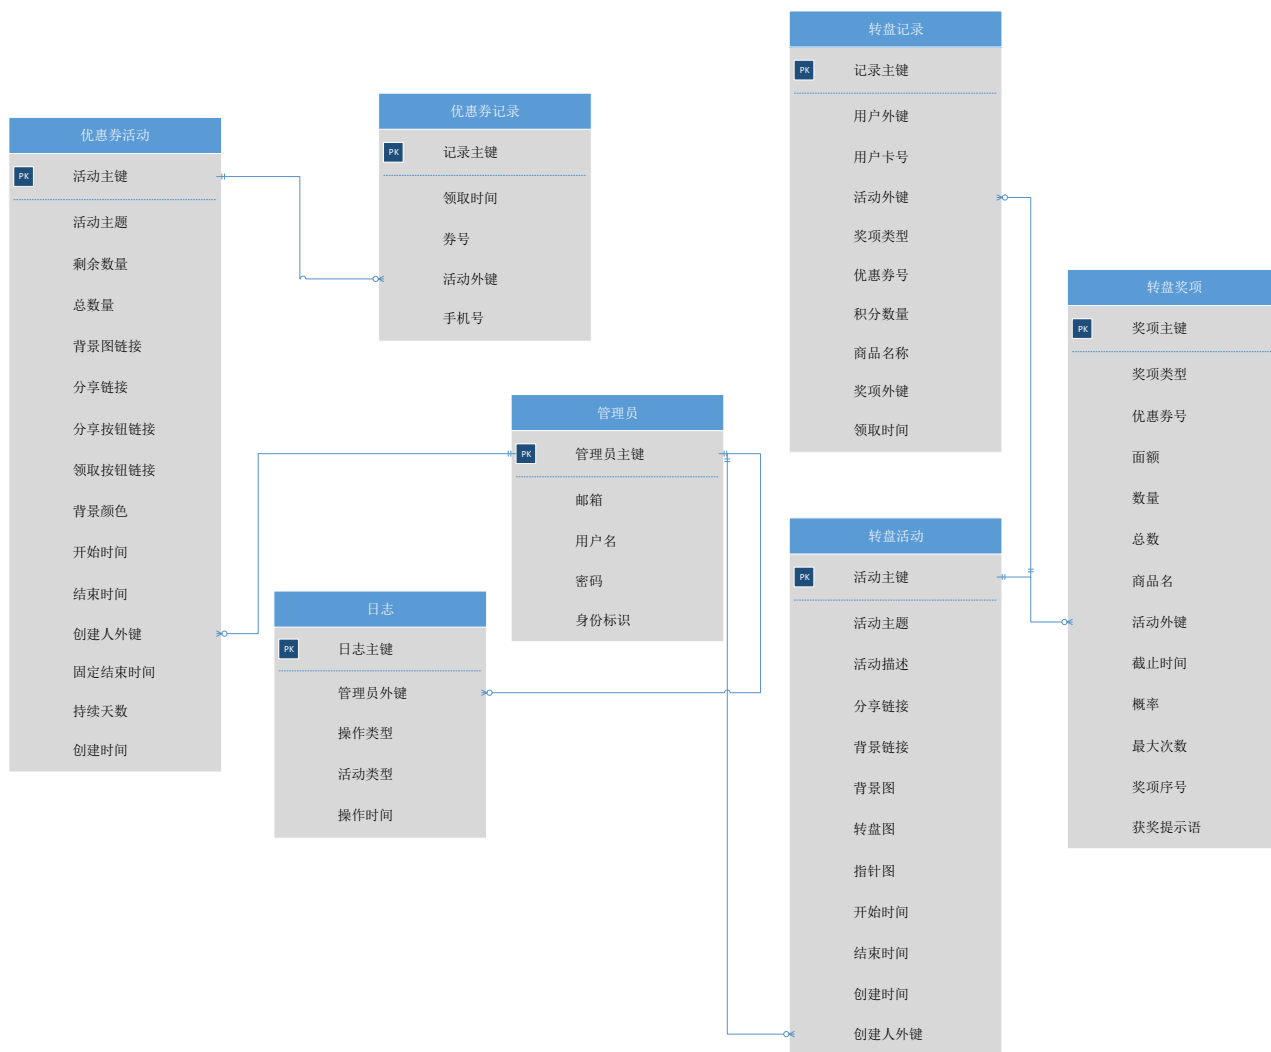 优惠券活动
PK 活动主键
活动主题
剩余数量
总数量
背景图链接
分享链接
分享按钮链接
领取按钮链接
背景颜色
开始时间
结束时间
创建人外键
固定结束时间
持续天数
创建时间
优惠券记录
PK 记录主键
领取时间
券号
活动外键
手机号
日志
PK 日志主键
管理员外键
操作类型
活动类型
操作时间
管理员
PK 管理员主键
邮箱
用户名
密码
身份标识
转盘记录
PK 记录主键
用户外键
用户卡号
活动外键
奖项类型
优惠券号
积分数量
商品名称
奖项外键
领取时间
转盘活动
PK 活动主键
活动主题
活动描述
分享链接
背景链接
背景图
转盘图
指针图
开始时间
结束时间
创建时间
创建人外键
转盘奖项
PK 奖项主键
奖项类型
优惠券号
面额
数量
总数
商品名
活动外键
截止时间
概率
最大次数
奖项序号
获奖提示语